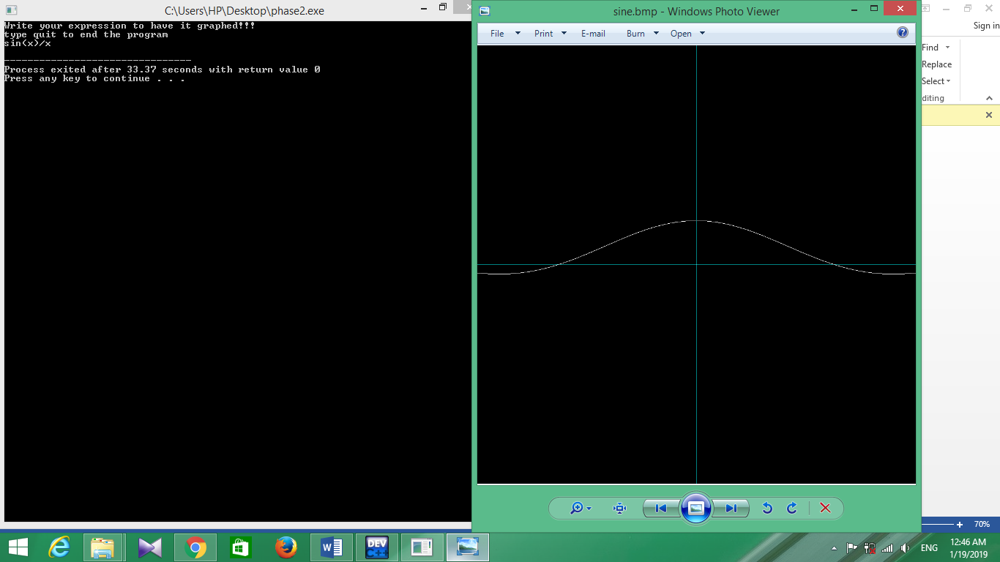 C:\Users\HP\Desktop\phase2.exe
Write your expression to have it graphed!!!
type quit to end the program
sin(x)/x
--------------------------------
Process exited after 33.37 seconds with return value 0
Press any key to continue . . .
sine.bmp - Windows Photo Viewer
File Print E-mail Burn Open
Sign in
Find
Replace
Select
diting
70%
DEV
C++
ENG
12:46 AM
1/19/2019